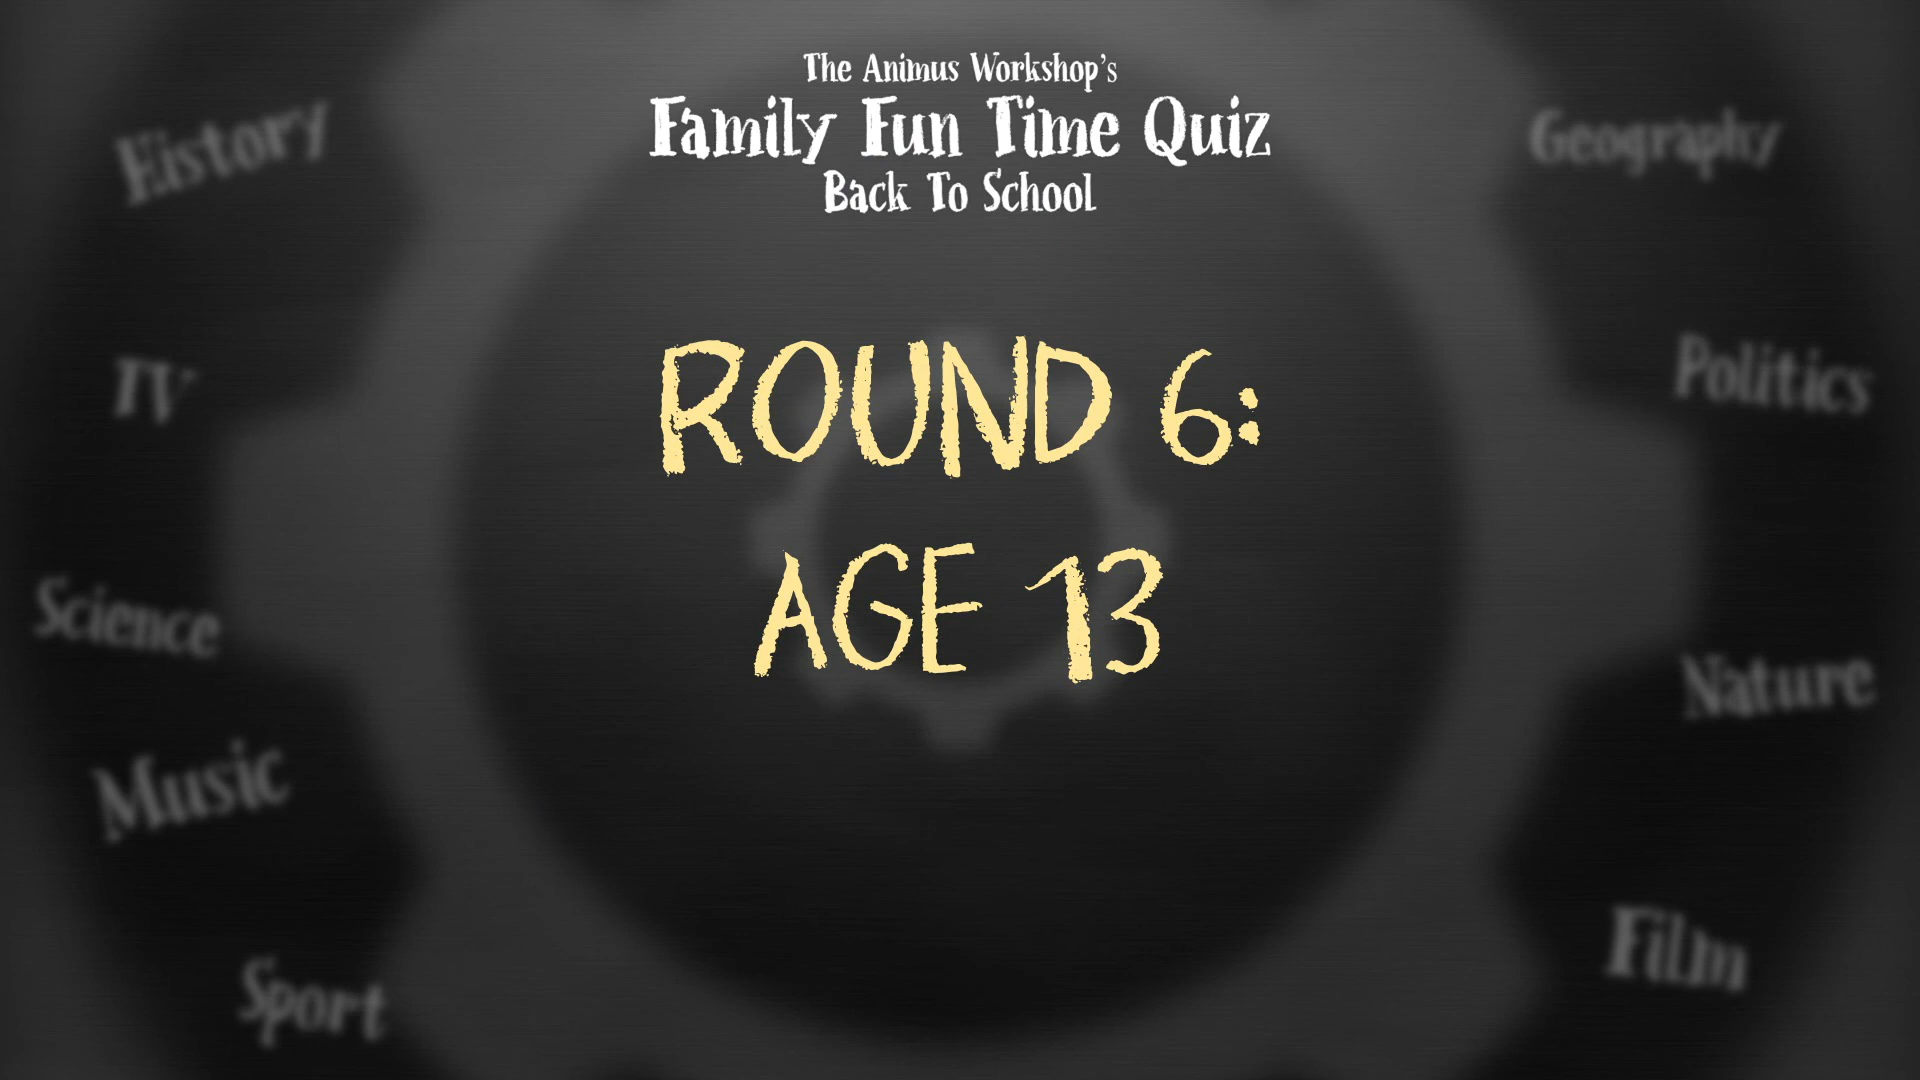 The Animus Workshop's
Family Fun Time Quiz
Back To School
History
Geography
ROUND 6:
TV
Politics
AGE 13
Science
Nature
Music
Film
Sport